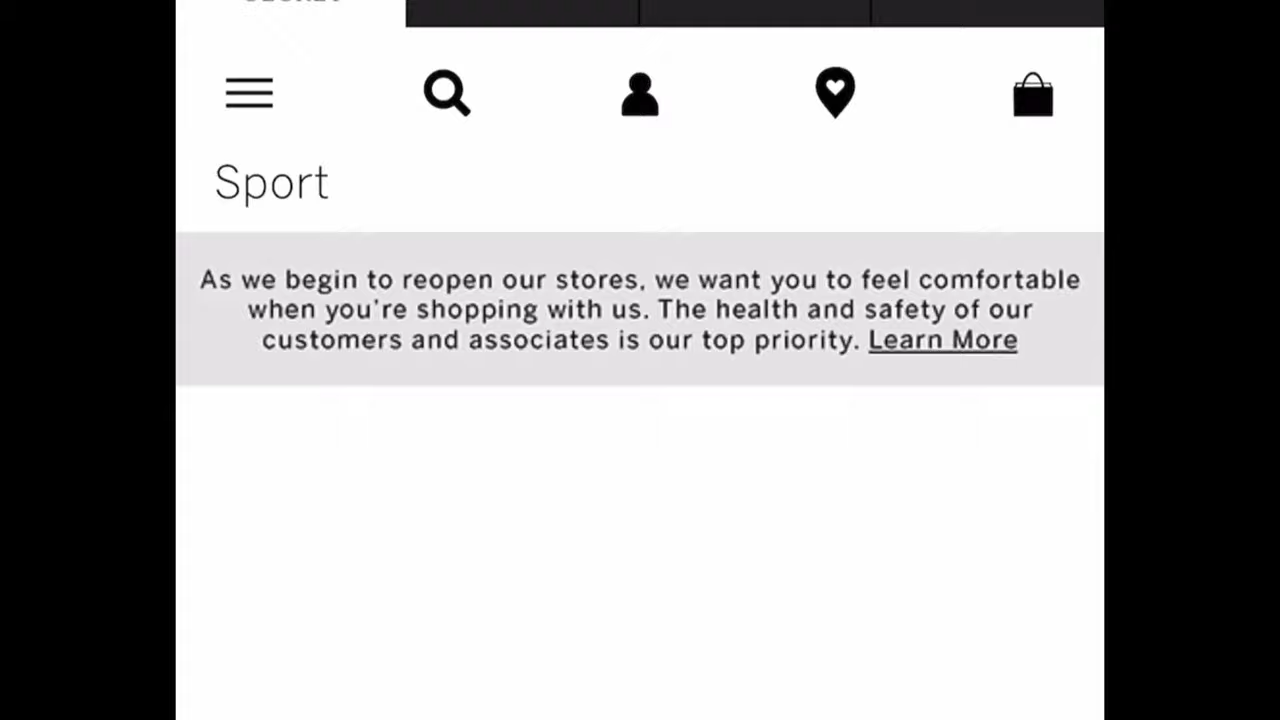 Sport
As we begin to reopen our stores, we want you to feel comfortable
when you're shopping with us. The health and safety of our
customers and associates is our top priority. Learn More